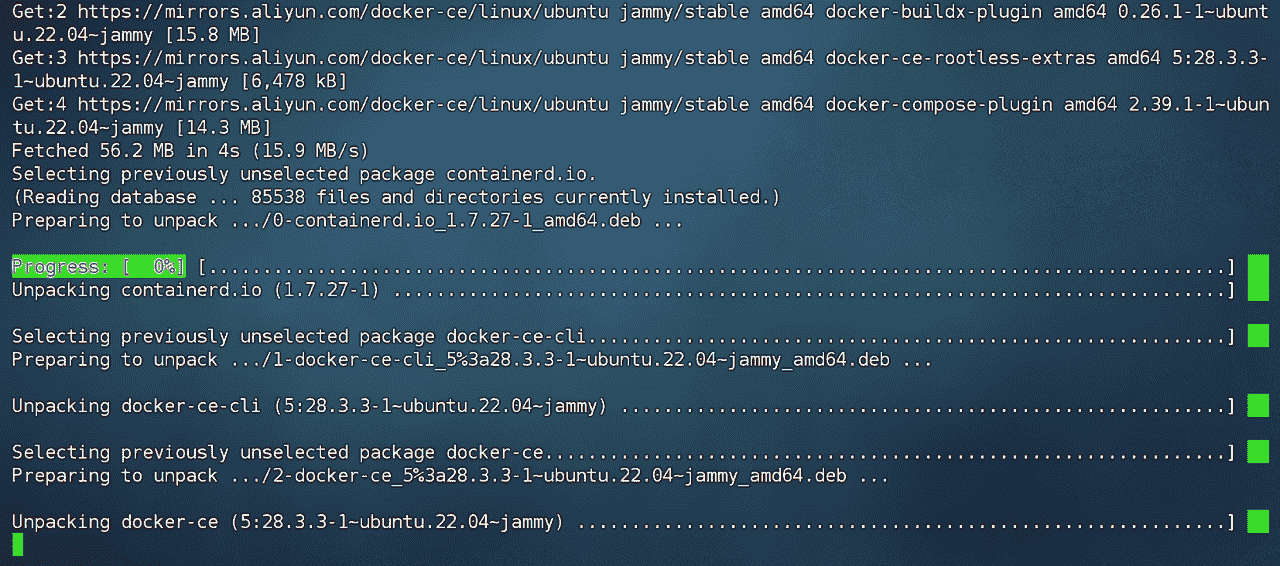 Get:2 https://mirrors.aliyun.com/docker-ce/linux/ubuntu jammy/stable amd64 docker-buildx-plugin amd64 0.26.1-1~ubunt
u.22.04~jammy [15.8 MB]
Get:3 https://mirrors.aliyun.com/docker-ce/linux/ubuntu jammy/stable amd64 docker-ce-rootless-extras amd64 5:28.3.3-
1~ubuntu.22.04~jammy [6,478 kB]
Get:4 https://mirrors.aliyun.com/docker-ce/linux/ubuntu jammy/stable amd64 docker-compose-plugin amd64 2.39.1-1~ubun
tu.22.04~jammy [14.3 MB]
Fetched 56.2 MB in 4s (15.9 MB/s)
Selecting previously unselected package containerd.io.
(Reading database ... 85538 files and directories currently installed.)
Preparing to unpack .../0-containerd.io_1.7.27-1_amd64.deb ...
Progress: [  0%] [..............................................................................................]
Unpacking containerd.io (1.7.27-1) .............................................................................]
Selecting previously unselected package docker-ce-cli...........................................................]
Preparing to unpack .../1-docker-ce-cli_5%3a28.3.3-1~ubuntu.22.04~jammy_amd64.deb ...
Unpacking docker-ce-cli (5:28.3.3-1~ubuntu.22.04~jammy) ........................................................]
Selecting previously unselected package docker-ce...............................................................]
Preparing to unpack .../2-docker-ce_5%3a28.3.3-1~ubuntu.22.04~jammy_amd64.deb ...
Unpacking docker-ce (5:28.3.3-1~ubuntu.22.04~jammy) ............................................................]